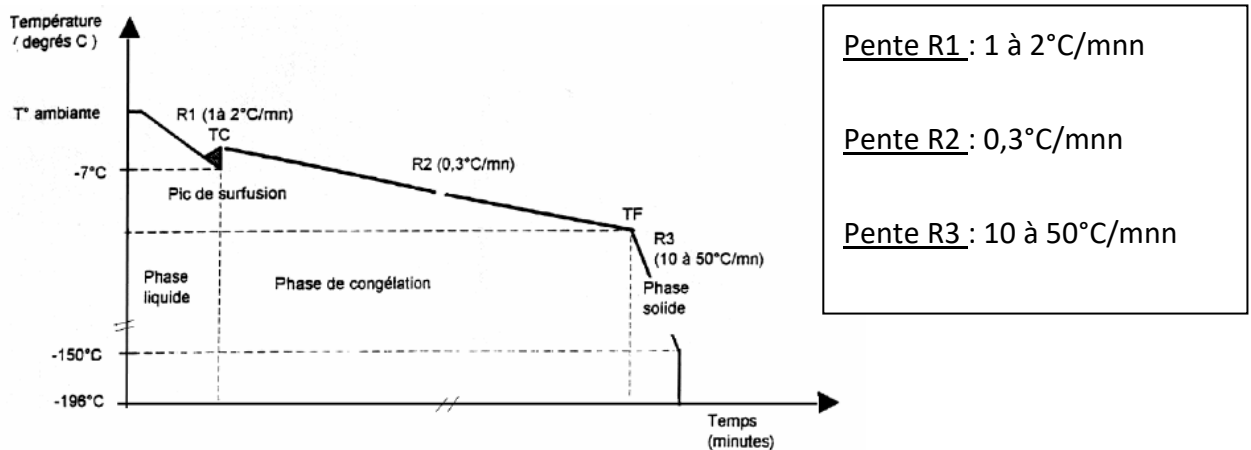 Température
( degrés C )
T° ambiante
R1 (1à 2°C/mn)
TC
-7°C
R2 (0,3°C/mn)
Pic de surfusion
TF
R3
(10 à 50°C/mn)
Phase
liquide
Phase de congélation
Phase
solide
-150°C
-196°C
Temps
(minutes)
Pente R1 : 1 à 2°C/mnn
Pente R2 : 0,3°C/mnn
Pente R3 : 10 à 50°C/mnn